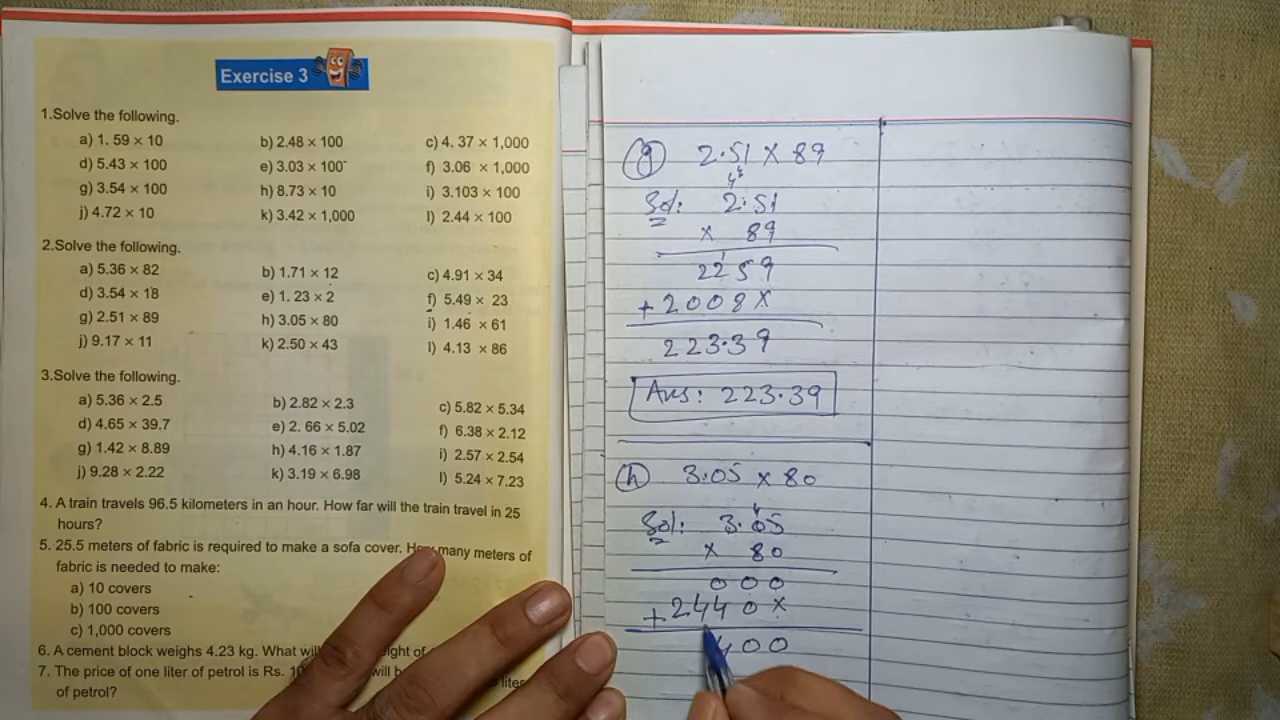 Exercise 3
1.Solve the following.
a) 1. 59 × 10 b) 2.48 × 100 c) 4. 37 × 1,000
d) 5.43 × 100 e) 3.03 × 100 f) 3.06 × 1,000
g) 3.54 × 100 h) 8.73 × 10 i) 3.103 × 100
j) 4.72 × 10 k) 3.42 × 1,000 l) 2.44 × 100
2.Solve the following.
a) 5.36 × 82 b) 1.71 × 12 c) 4.91 × 34
d) 3.54 × 18 e) 1. 23 × 2 f) 5.49 × 23
g) 2.51 × 89 h) 3.05 × 80 i) 1.46 × 61
j) 9.17 × 11 k) 2.50 × 43 l) 4.13 × 86
3.Solve the following.
a) 5.36 × 2.5 b) 2.82 × 2.3 c) 5.82 × 5.34
d) 4.65 × 39.7 e) 2. 66 × 5.02 f) 6.38 × 2.12
g) 1.42 × 8.89 h) 4.16 × 1.87 i) 2.57 × 2.54
j) 9.28 × 2.22 k) 3.19 × 6.98 l) 5.24 × 7.23
4. A train travels 96.5 kilometers in an hour. How far will the train travel in 25
hours?
5. 25.5 meters of fabric is required to make a sofa cover. How many meters of
fabric is needed to make:
a) 10 covers
b) 100 covers
c) 1,000 covers
6. A cement block weighs 4.23 kg. What of
7. The price of one liter of petrol is Rs.
of petrol?
g 2.51 × 89
Sol: 2.51
× 89
2259
+ 2008×
223.39
Ans: 223.39
h 3.05 × 80
Sol: 3.05
× 80
000
+ 2440×
400